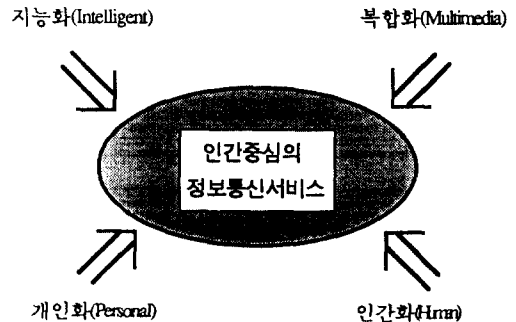 지능화(Intelligent)
복합화(Multimedia)
인간중심의
정보통신서비스
개인화(Personal)
인간화(Human)